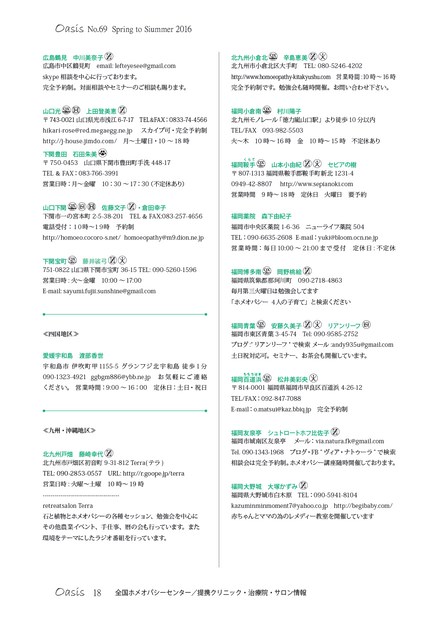 Oasis No.69 Spring to Summer 2016
広島鶴見 中川美奈子
広島市中区鶴見町 email: lefteyesee@gmail.com
skype 相談を中心に行っております。
完全予約制。対面相談やセミナーのご相談も賜ります。
山口光 上田誉美恵
〒743-0021 山口県光市浅江 6-7-17 TEL&FAX : 0833-74-4566
hikari-rose@red.megaegg.ne.jp スカイプ可・完全予約制
http://j-house.jimdo.com/ 月~土曜日・10 ~ 18 時
下関豊田 石田朱美
〒750-0453 山口県下関市豊田町手洗 448-17
TEL & FAX : 083-766-3991
営業日時 : 月~金曜 10 : 30 ~ 17 : 30 (不定休あり)
山口下関 佐藤文子 ・倉田幸子
下関市一の宮本町 2-5-38-201 TEL & FAX:083-257-4656
電話受付 : 10時~19時 予約制
http://homoeo.cocoro-s.net/ homoeopathy@m9.dion.ne.jp
下関宝町 藤井逞可
751-0822 山口県下関市宝町 36-15 TEL: 090-5260-1596
営業日時 : 火~金曜 10:00 ~ 17:00
E-mail: sayumi.fugi.sunshine@gmail.com
≪四国地区≫
愛媛宇和島 渡部香世
宇和島市 伊吹町甲 1155-5 ダランフジ北宇和島 徒歩 1 分
090-1323-4921 ggbgm886@ybb.ne.jp お気軽にご連絡
ください。 営業時間 : 9:00 ~ 16 : 00 定休日 : 土日・祝日
≪九州・沖縄地区≫
北九州戸畑 藤崎幸代
北九州市戸畑区初音町 9-31-812 Terra(テラ)
TEL: 090-2853-0557 URL: http://r.goope.jp/terra
営業日時 : 火曜~土曜 10時 ~ 19時
retreatsalon Terra
石と植物とホメオパシーの各種セッション、勉強会を中心に
その他農業イベント、手仕事、暦の会も行っています。また
環境をテーマにしたラジオ番組を行っています。
北九州小倉北 辛島恵美
北九州市小倉北区大手町 TEL: 080-5246-4202
http://www.homoeopathy-kitakyushu.com 営業時間 : 10 時~16 時
完全予約制です。勉強会も随時開催。お問い合わせ下さい。
福岡小倉南 村川陽子
北九州モノレール「徳力嵐山口駅」より徒歩 10 分以内
TEL/FAX 093-982-5503
火~木 10 時~16 時 金 10 時~15 時 不定休あり
福岡鞍手 山本小由紀 セピアの樹
〒807-1313 福岡県鞍手郡鞍手町新北 1231-4
0949-42-8807 http://www.sepianoki.com
営業時間 9時~18時 定休日 火曜日 要予約
福岡薬院 森下由紀子
福岡市中央区薬院 1-6-36 ニューライフ薬院 504
TEL : 090-6635-2608 E-mail : yuki@bloom.ocn.ne.jp
営業時間 : 毎日 10:00 ~ 21:00 まで受付 定休日 : 不定休
福岡博多南 岡野柄絵
福岡県筑紫郡那珂川町 090-2718-4863
毎月第三火曜日は勉強会してます
「ホメオパシー 4人の子育て」と検索ください
福岡青葉 安藤久美子 リアンリーフ
福岡市東区青葉 3-45-74 Tel: 090-9585-2752
ブログ「リアンリーフ"で検索 メール :andy935u@gmail.com
土日祝対応可。セミナー、お茶会も開催しています。
福岡百道浜 松井美彩央
〒814-0001 福岡県福岡市早良区百道浜 4-26-12
TEL/FAX : 092-847-7088
E-mail : o.natsui@kaz.bbiq.jp 完全予約制
福岡友泉亭 シュトロートホフ比佐子
福岡市城南区友泉亭 メール : via.natura.fk@gmail.com
Tel. 090-1343-1968 ブログ・FB "ヴィア・ナトゥーラ"で検索
相談会は完全予約制。ホメオパシー講座随時開催しております。
福岡大野城 大塚かずみ
福岡県大野城市白木原 TEL : 090-5941-8104
kazuminminmoment7@yahoo.co.jp http://begibaby.com/
赤ちゃんとママの為のレメディー教室を開催しています
Oasis 18 全国ホメオパシーセンター/提携クリニック・治療院・サロン情報